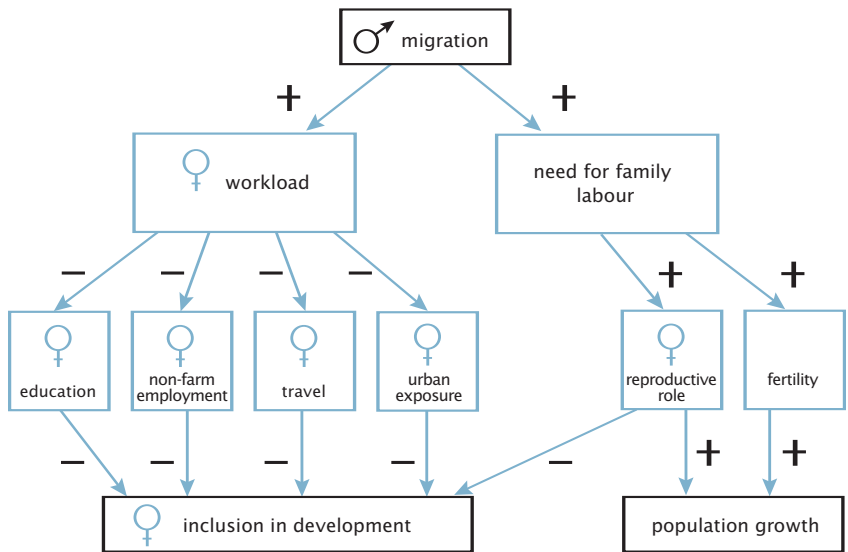 ♂ migration
+
+
♀ workload
need for family
labour
−
−
−
−
+
+
♀
education
♀
non-farm
employment
♀
travel
♀
urban
exposure
♀
reproductive
role
fertility
−
−
−
−
−
+
+
♀ inclusion in development
population growth